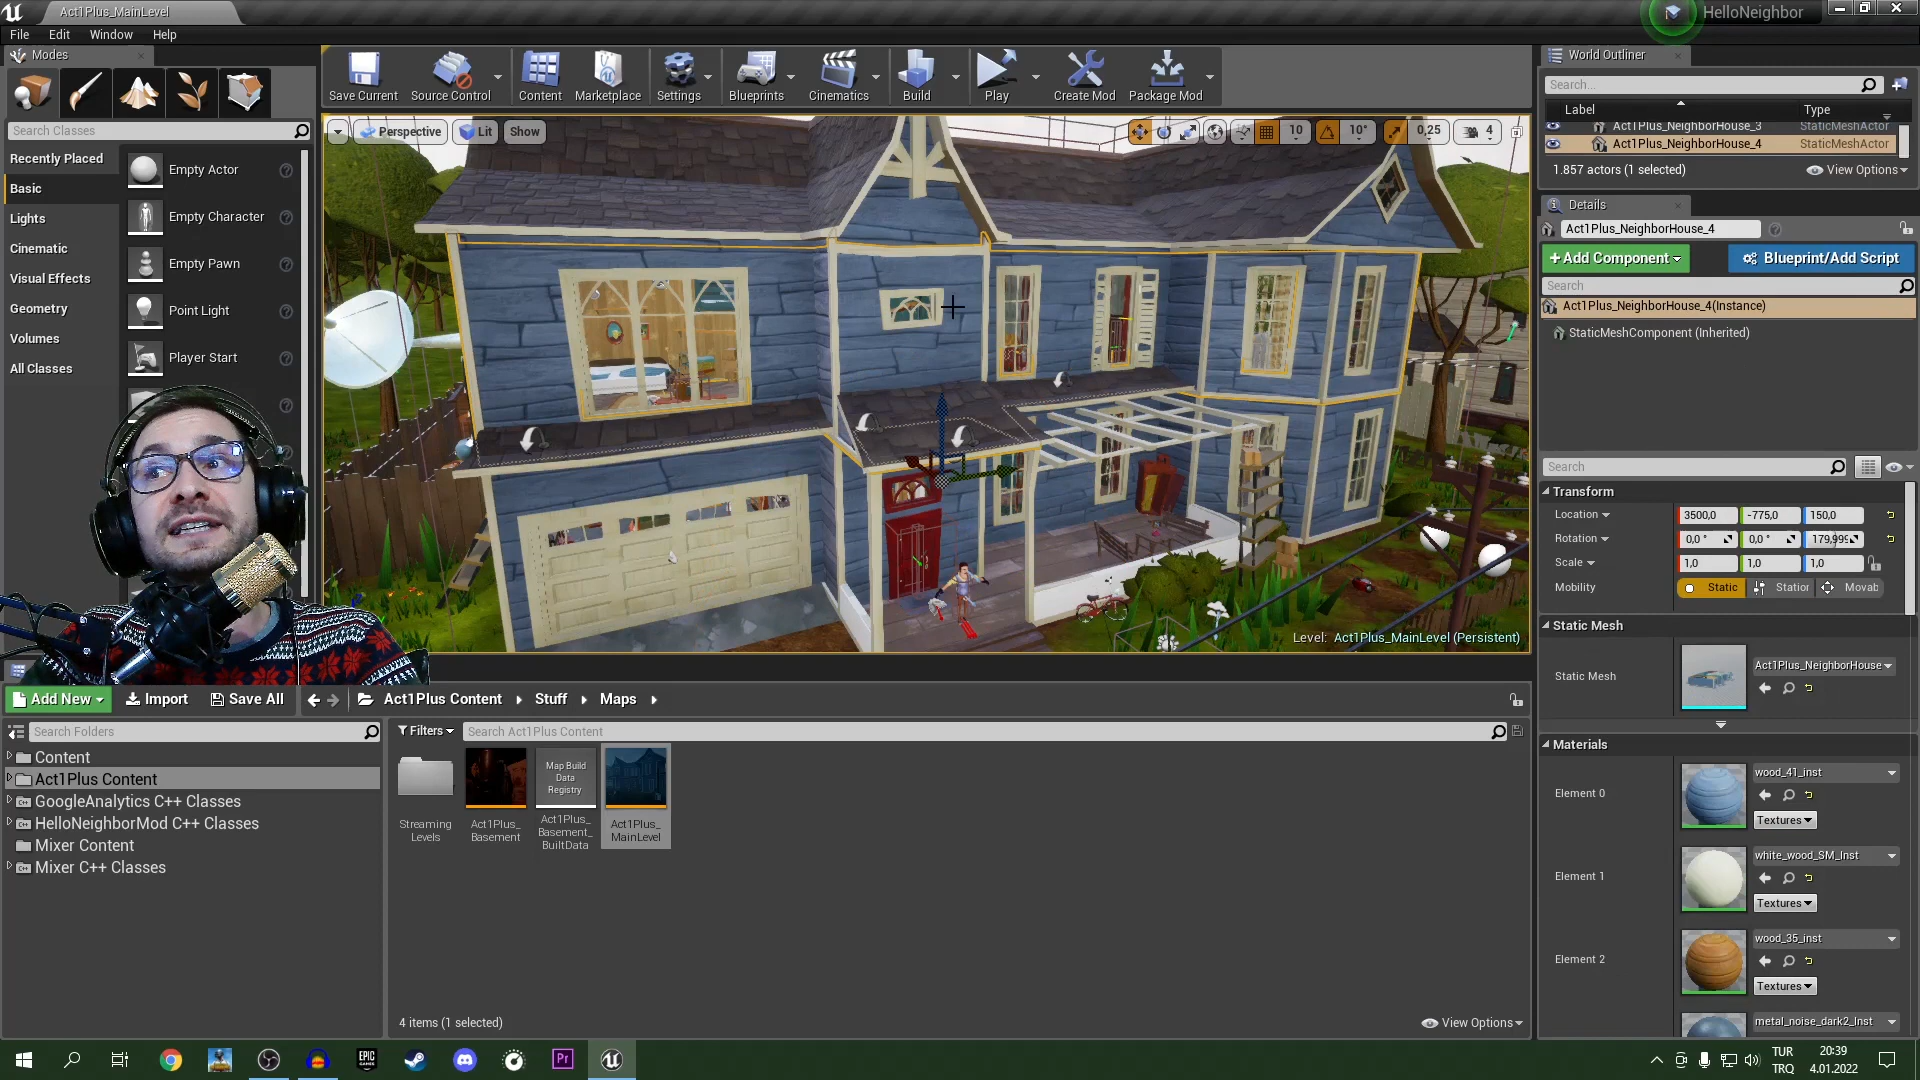 Act1Plus_MainLevel
HelloNeighbor
File Edit Window Help
Modes
Search Classes
Recently Placed
Basic
Lights
Cinematic
Visual Effects
Geometry
Volumes
All Classes
Empty Actor
Empty Character
Empty Pawn
Point Light
Player Start
Save Current
Source Control
Content
Marketplace
Settings
Blueprints
Cinematics
Build
Play
Create Mod
Package Mod
Perspective
Lit
Show
10
10°
0,25
4
Level: Act1Plus_MainLevel (Persistent)
World Outliner
Search...
Label Type
Act1Plus_NeighborHouse_3 StaticMeshActor
Act1Plus_NeighborHouse_4 StaticMeshActor
1.857 actors (1 selected)
View Options
Details
Act1Plus_NeighborHouse_4
+Add Component
Blueprint/Add Script
Search
Act1Plus_NeighborHouse_4(Instance)
StaticMeshComponent (Inherited)
Search
Transform
Location 3500,0 -775,0 150,0
Rotation 0,0 ° 0,0 ° 179,999
Scale 1,0 1,0 1,0
Mobility Static Station Movab
Static Mesh
Static Mesh
Act1Plus_NeighborHouse
Materials
Element 0
wood_41_inst
Textures
Element 1
white_wood_SM_Inst
Textures
Element 2
wood_35_inst
Textures
metal_noise_dark2_Inst
Add New
Import
Save All
Act1Plus Content
Stuff
Maps
Search Folders
Content
Act1Plus Content
GoogleAnalytics C++ Classes
HelloNeighborMod C++ Classes
Mixer Content
Mixer C++ Classes
Filters
Search Act1Plus Content
Streaming
Levels
Act1Plus_
Basement
Map Build
Data
Registry
Act1Plus_
Basement_
BuiltData
Act1Plus_
MainLevel
4 items (1 selected)
View Options
EPIC
GAMES
Pr
TUR
TRQ
20:39
4.01.2022